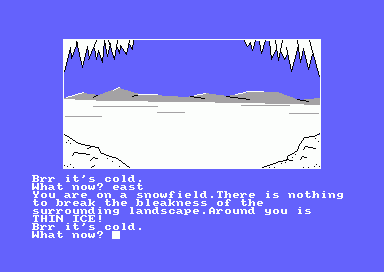 Brr it's cold.
What now? east
You are on a snowfield.There is nothing
to break the bleakness of the
surrounding landscape.Around you is
THIN ICE!
Brr it's cold.
What now?